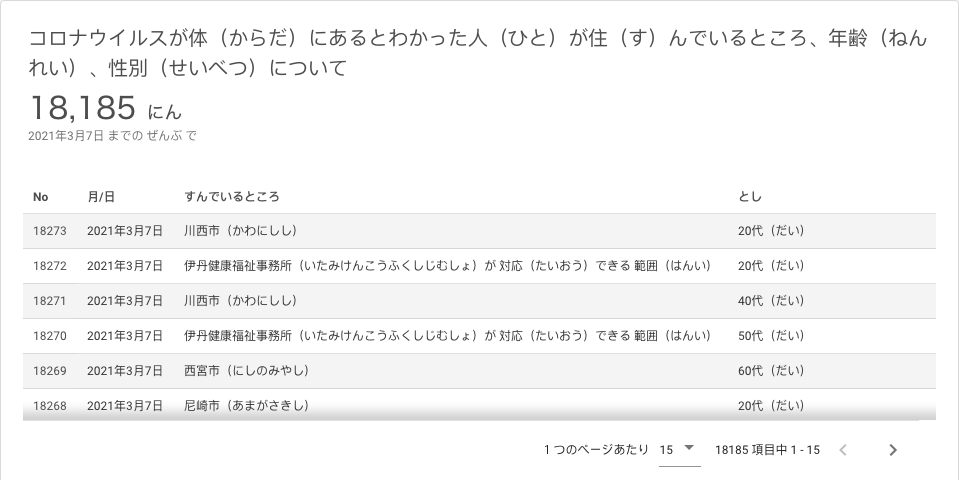 コロナウイルスが体（からだ）にあるとわかった人（ひと）が住（す）んでいるところ、年齢（ねん
れい）、性別（せいべつ）について
18,185 にん
2021年3月7日 までの ぜんぶ で
No 月/日 すんでいるところ とし
18273 2021年3月7日 川西市（かわにしし） 20代（だい）
18272 2021年3月7日 伊丹健康福祉事務所（いたみけんこうふくしじむしょ）が 対応（たいおう）できる 範囲（はんい） 20代（だい）
18271 2021年3月7日 川西市（かわにしし） 40代（だい）
18270 2021年3月7日 伊丹健康福祉事務所（いたみけんこうふくしじむしょ）が 対応（たいおう）できる 範囲（はんい） 50代（だい）
18269 2021年3月7日 西宮市（にしのみやし） 60代（だい）
18268 2021年3月7日 尼崎市（あまがさきし） 20代（だい）
1 つのページあたり 15 18185 項目中 1 - 15